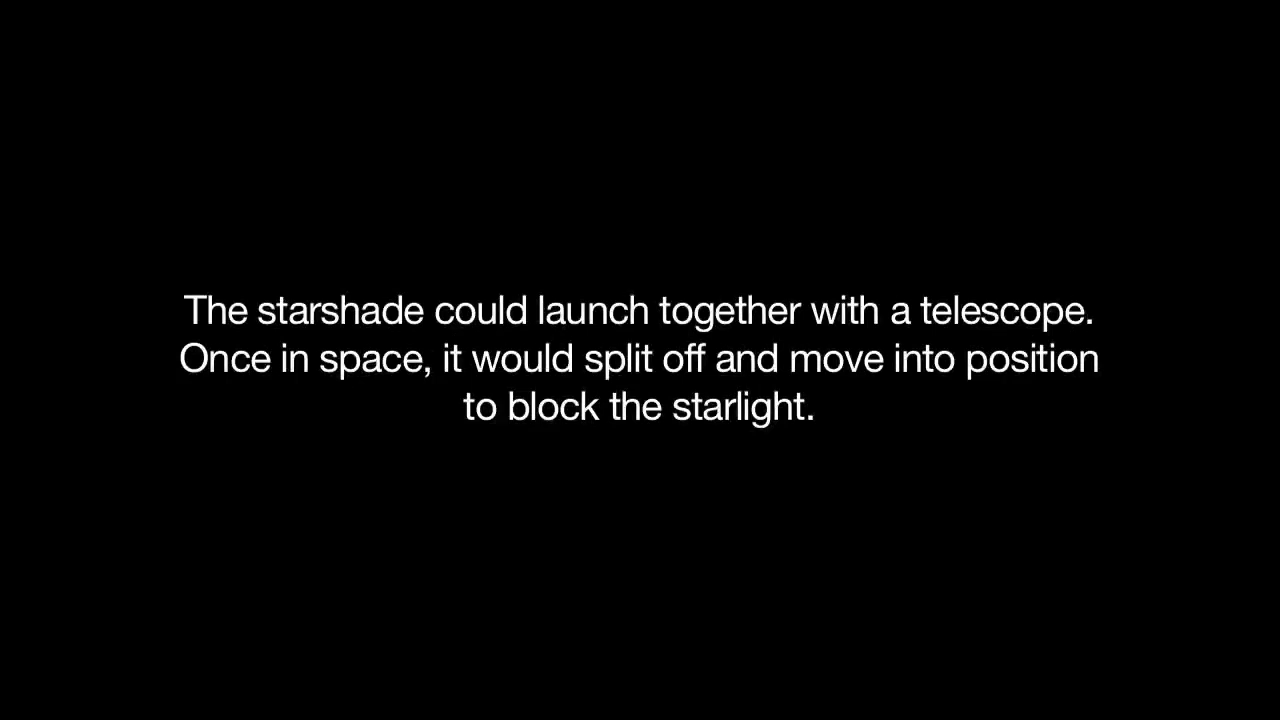 The starshade could launch together with a telescope.
Once in space, it would split off and move into position
to block the starlight.